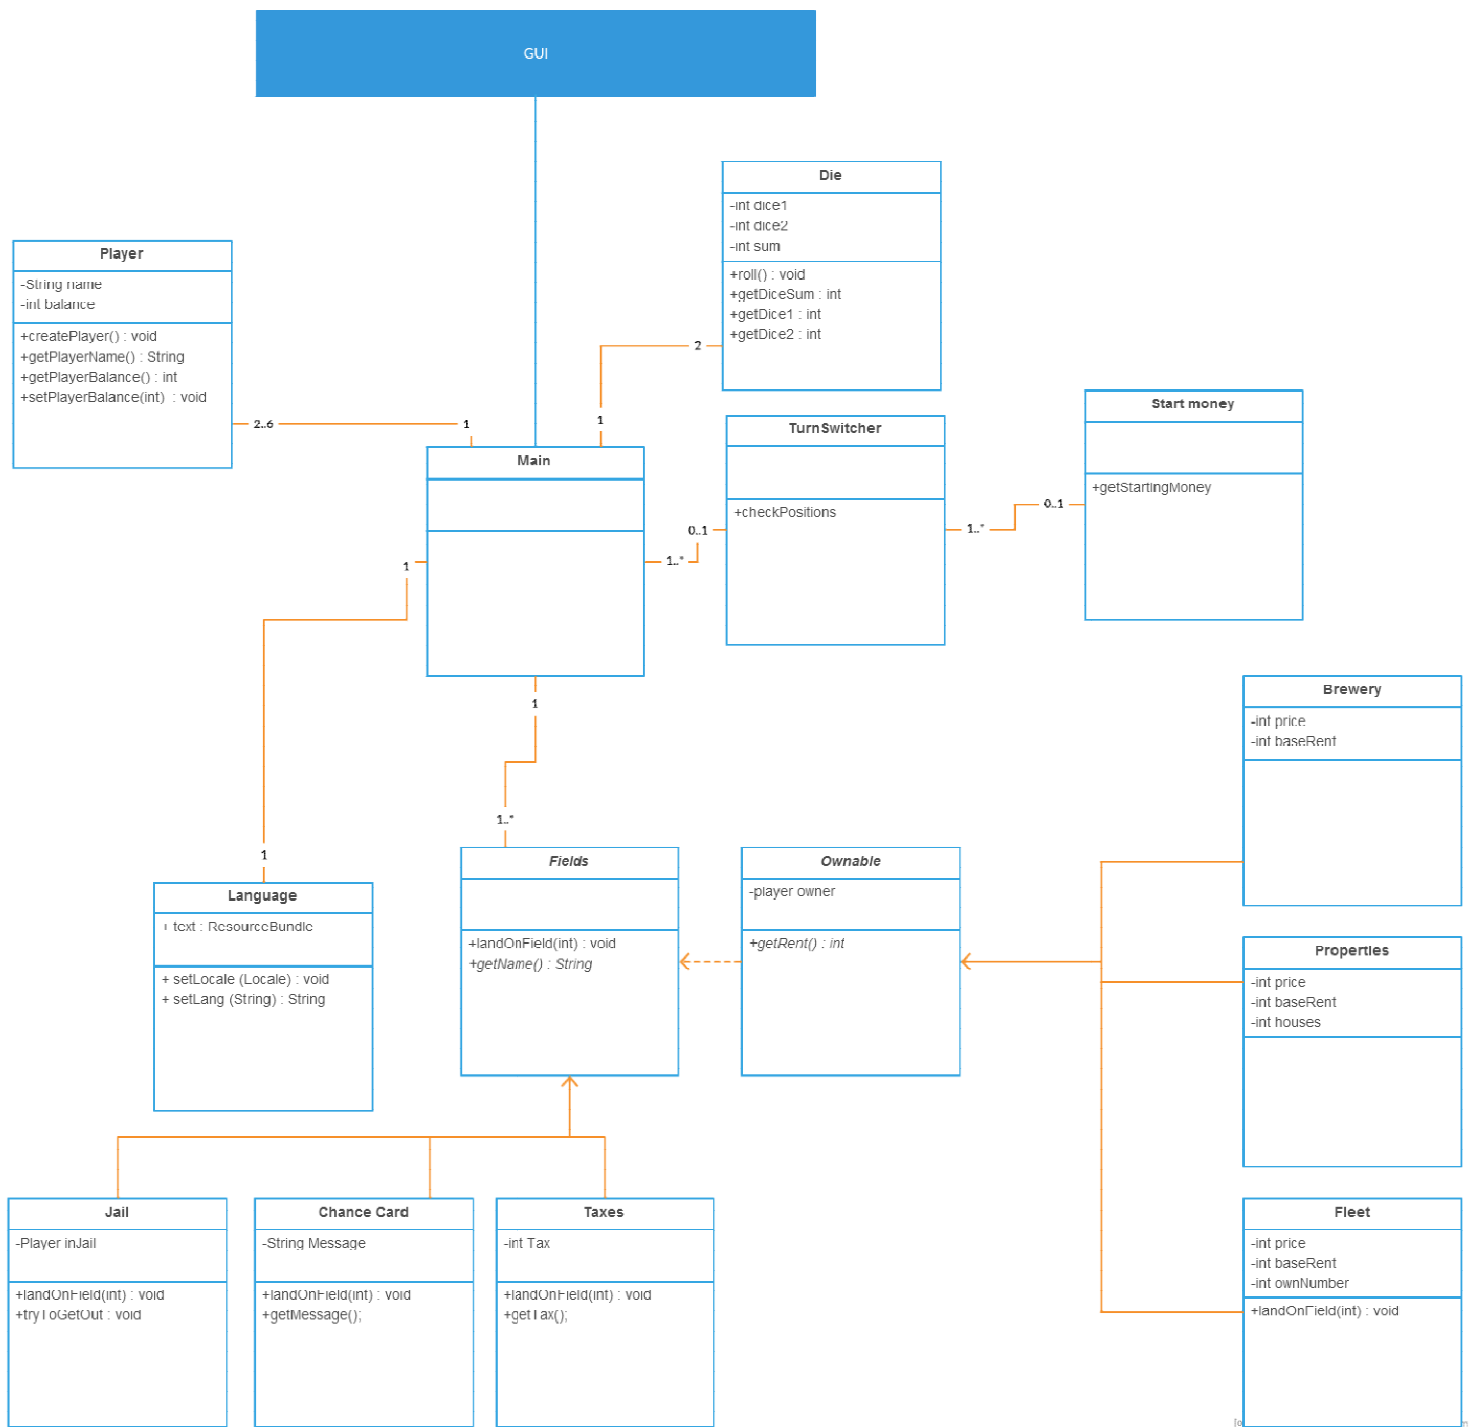 GUI
Die
-int dice1
-int dice2
-int sum
+roll() : void
+getDiceSum : int
+getDice1 : int
+getDice2 : int
Player
-String name
-int balance
+createPlayer() : void
+getPlayerName() : String
+getPlayerBalance() : int
+setPlayerBalance(int) : void
2..6
1
2
1
Main
TurnSwitcher
+checkPositions
Start money
+getStartingMoney
0..1
1..*
1..*
0..1
1
1
1
1..*
Language
+ text : ResourceBundle
+ setLocale (Locale) : void
+ setLang (String) : String
Fields
+landOnField(int) : void
+getName() : String
Ownable
-player owner
+getRent() : int
Brewery
-int price
-int baseRent
Properties
-int price
-int baseRent
-int houses
Jail
-Player inJail
+landOnField(int) : void
+tryToGetOut : void
Chance Card
-String Message
+landOnField(int) : void
+getMessage();
Taxes
-int Tax
+landOnField(int) : void
+getTax();
Fleet
-int price
-int baseRent
-int ownNumber
+landOnField(int) : void